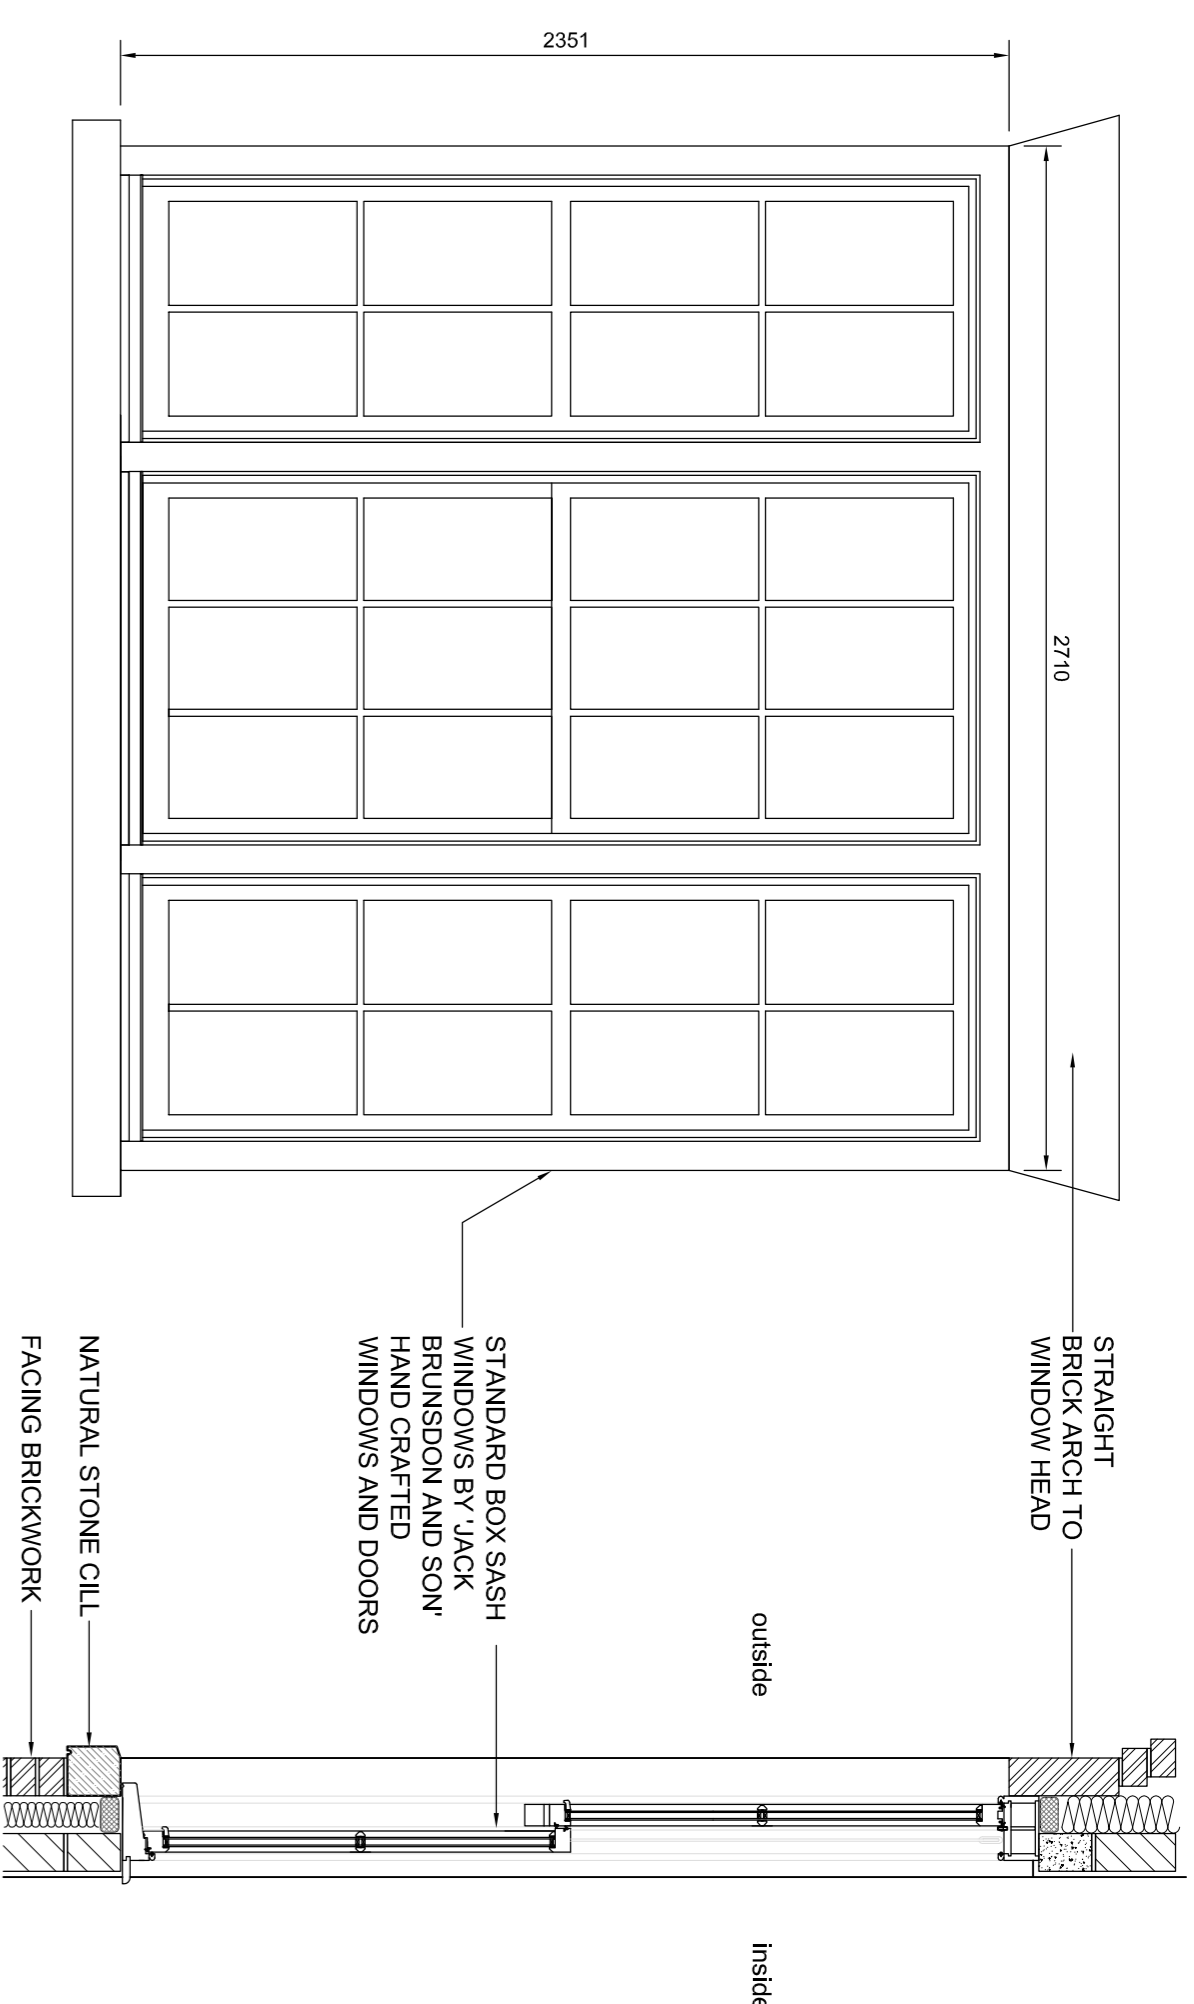 2351
2710
STRAIGHT
BRICK ARCH TO
WINDOW HEAD
outside
inside
STANDARD BOX SASH
WINDOWS BY 'JACK
BRUNSDON AND SON'
HAND CRAFTED
WINDOWS AND DOORS
NATURAL STONE CILL
FACING BRICKWORK